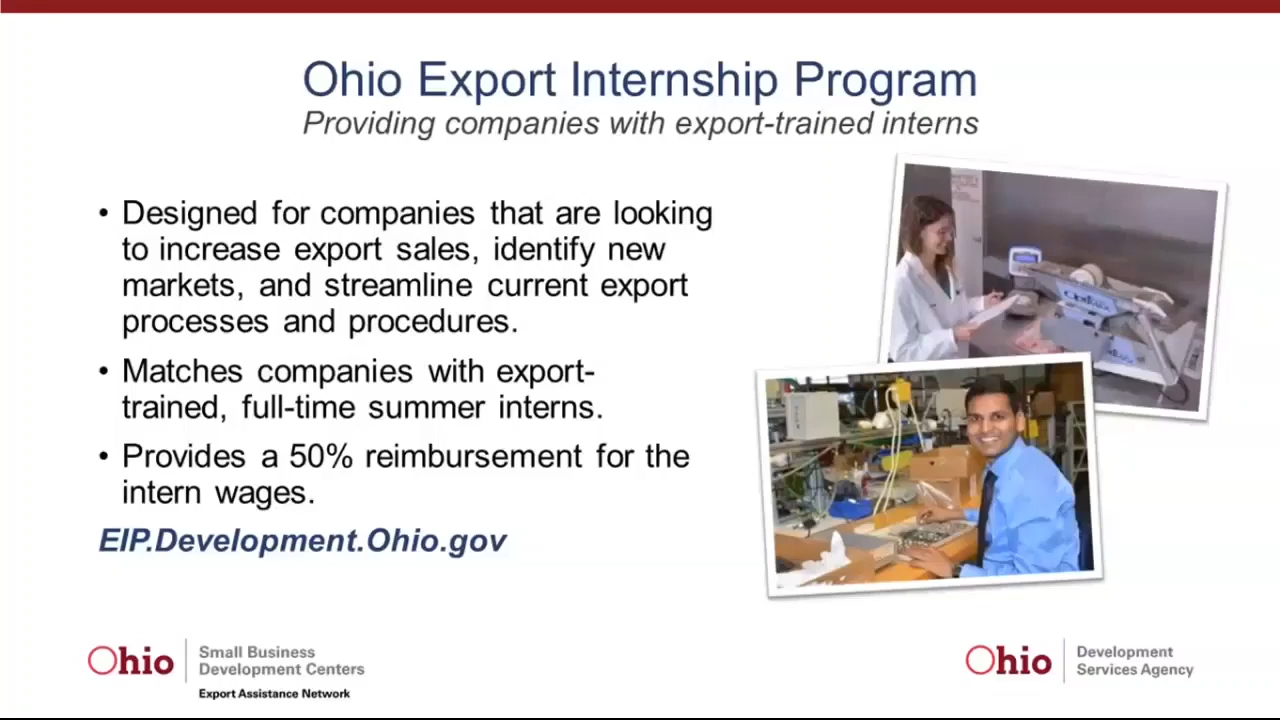 Ohio Export Internship Program
Providing companies with export-trained interns
• Designed for companies that are looking
to increase export sales, identify new
markets, and streamline current export
processes and procedures.
• Matches companies with export-
trained, full-time summer interns.
• Provides a 50% reimbursement for the
intern wages.
EIP.Development.Ohio.gov
Ohio
Small Business
Development Centers
Export Assistance Network
Ohio
Development
Services Agency